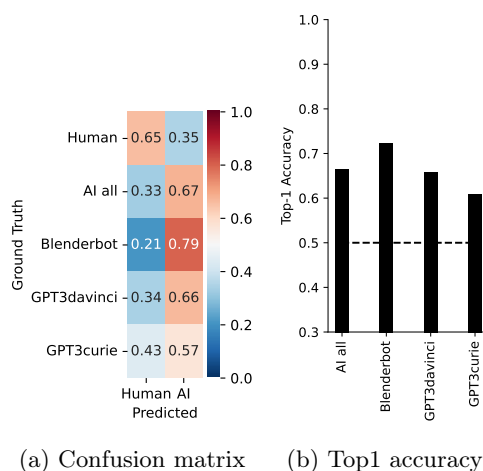 Ground Truth
Human
AI all
Blenderbot
GPT3davinci
GPT3curie
0.65 0.35
0.33 0.67
0.21 0.79
0.34 0.66
0.43 0.57
Human AI
Predicted
1.0
0.8
0.6
0.4
0.2
0.0
(a) Confusion matrix
Top-1 Accuracy
1.0
0.9
0.8
0.7
0.6
0.5
0.4
0.3
AI all
Blenderbot
GPT3davinci
GPT3curie
(b) Top1 accuracy